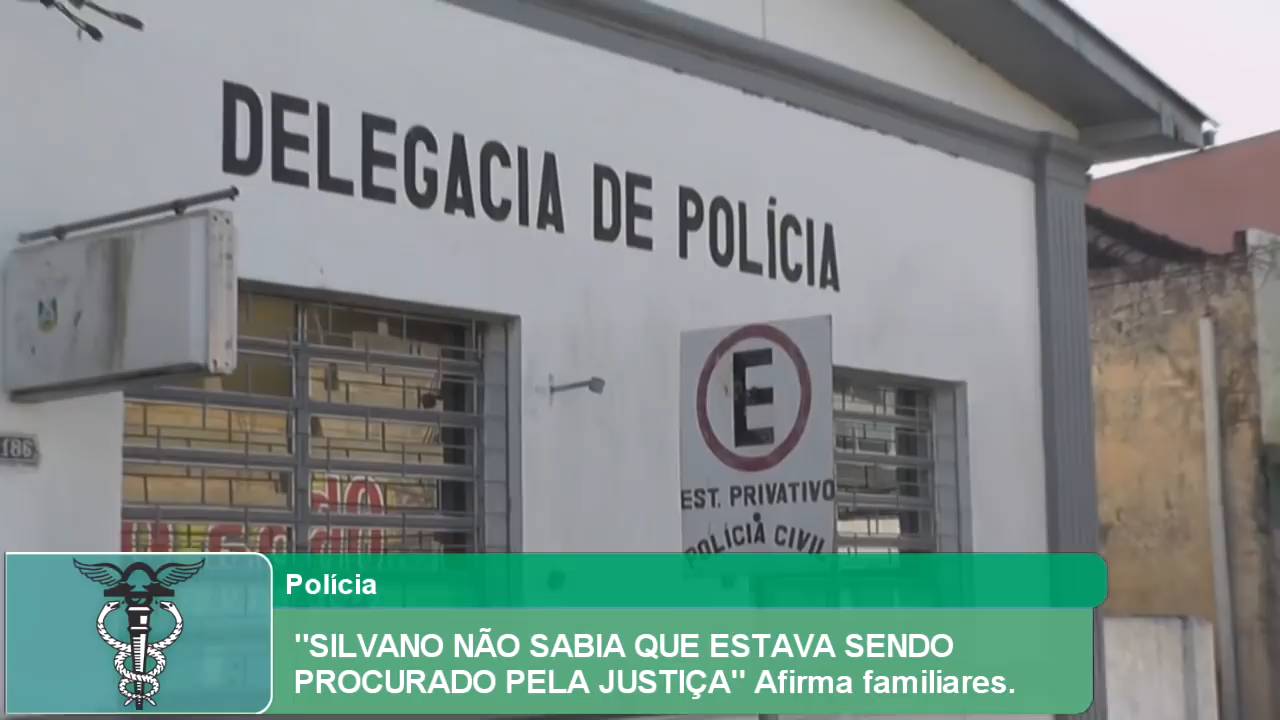 DELEGACIA DE POLÍCIA
186
E
EST. PRIVATIVO
POLÍCIA CIVIL
Polícia
"SILVANO NÃO SABIA QUE ESTAVA SENDO
PROCURADO PELA JUSTIÇA" Afirma familiares.